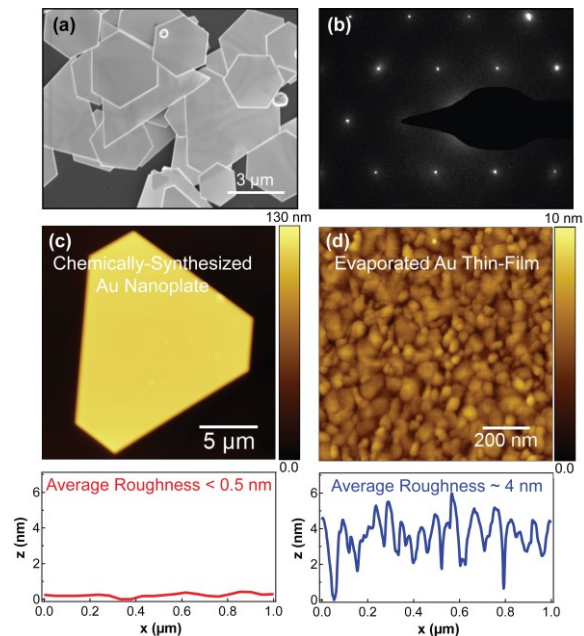 (a)
3 µm
(b)
130 nm
10 nm
(c)
Chemically-Synthesized
Au Nanoplate
5 µm
0.0
(d)
Evaporated Au Thin-Film
200 nm
0.0
Average Roughness < 0.5 nm
6
4
2
0
z (nm)
0.0 0.2 0.4 0.6 0.8 1.0
x (µm)
Average Roughness ~ 4 nm
6
4
2
0
z (nm)
0.0 0.2 0.4 0.6 0.8 1.0
x (µm)